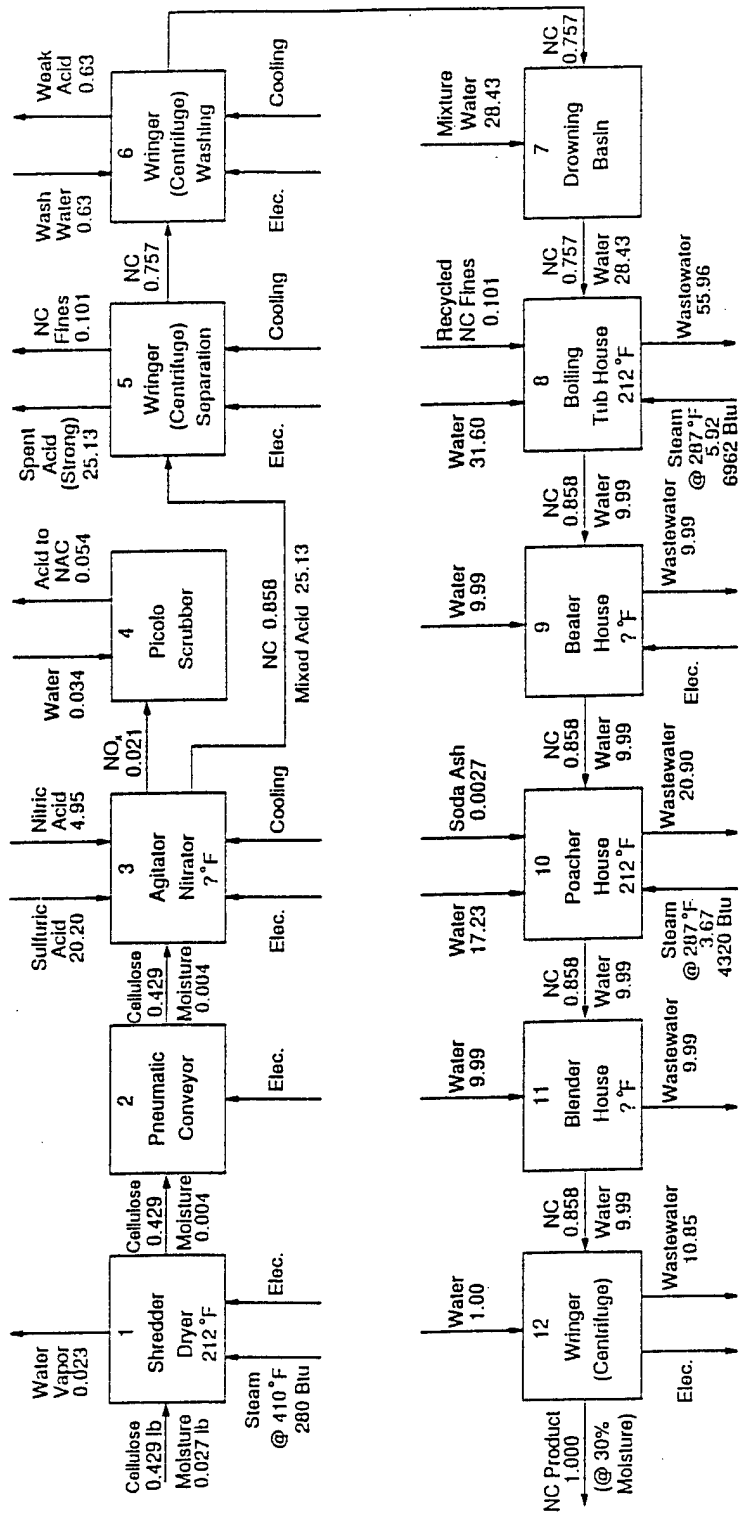 Cellulose
0.429 lb
Moisture
0.027 lb
Water
Vapor
0.023
1
Shredder
Dryer
212 °F
Steam
@ 410 °F
280 Btu
Elec.
Cellulose
0.429
Moisture
0.004
2
Pneumatic
Conveyor
Elec.
Cellulose
0.429
Moisture
0.004
Sulfuric
Acid
20.20
Nitric
Acid
4.95
3
Agitator
Nitrator
? °F
Elec.
Cooling
NOx
0.021
Water
0.034
Acid to
NAC
0.054
4
Picolo
Scrubber
NC 0.858
Mixed Acid 25.13
Spent
Acid
(Strong)
25.13
NC
Fines
0.101
5
Wringer
(Centrifuge)
Separation
Elec.
Cooling
NC
0.757
Wash
Water
0.63
Weak
Acid
0.63
6
Wringer
(Centrifuge)
Washing
Elec.
Cooling
NC
0.757
Mixture
Water
28.43
7
Drowning
Basin
NC
0.757
Water
28.43
Recycled
NC Fines
0.101
Water
31.60
8
Boiling
Tub House
212 °F
Steam
@ 287 °F
5.92
6962 Btu
Wastewater
55.96
NC
0.858
Water
9.99
Water
9.99
9
Beater
House
? °F
Elec.
Wastewater
9.99
NC
0.858
Water
9.99
Water
17.23
Soda Ash
0.0027
10
Poacher
House
212 °F
Steam
@ 287 °F
3.67
4320 Btu
Wastewater
20.90
NC
0.858
Water
9.99
Water
9.99
11
Blender
House
? °F
Wastewater
9.99
NC
0.858
Water
9.99
Water
1.00
12
Wringer
(Centrifuge)
Elec.
Wastewater
10.85
NC Product
1.000
(@ 30%
Moisture)